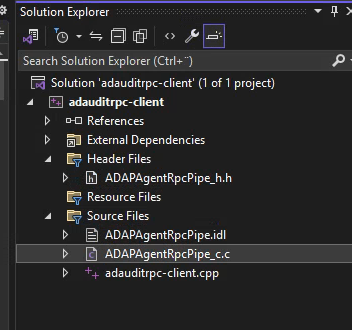 Solution Explorer
Search Solution Explorer (Ctrl+¨)
Solution 'adauditrpc-client' (1 of 1 project)
adauditrpc-client
References
External Dependencies
Header Files
ADAPAgentRpcPipe_h.h
Resource Files
Source Files
ADAPAgentRpcPipe.idl
ADAPAgentRpcPipe_c.c
adauditrpc-client.cpp